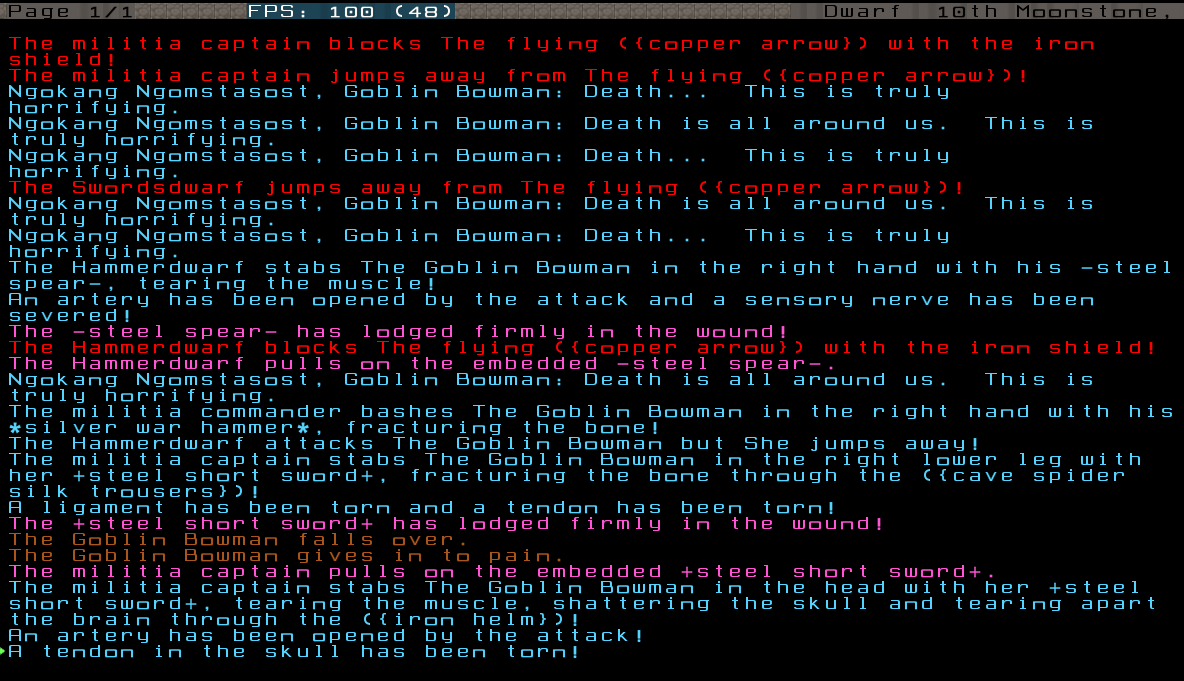 Page 1/1 FPS: 100 (48) Dwarf 10th Moonstone,
The militia captain blocks The flying ({copper arrow}) with the iron
shield!
The militia captain jumps away from The flying ({copper arrow})!
Ngokang Ngomstasost, Goblin Bowman: Death... This is truly
horrifying.
Ngokang Ngomstasost, Goblin Bowman: Death is all around us. This is
truly horrifying.
Ngokang Ngomstasost, Goblin Bowman: Death... This is truly
horrifying.
The Swordsdwarf jumps away from The flying ({copper arrow})!
Ngokang Ngomstasost, Goblin Bowman: Death is all around us. This is
truly horrifying.
Ngokang Ngomstasost, Goblin Bowman: Death... This is truly
horrifying.
The Hammerdwarf stabs The Goblin Bowman in the right hand with his -steel
spear-, tearing the muscle!
An artery has been opened by the attack and a sensory nerve has been
severed!
The -steel spear- has lodged firmly in the wound!
The Hammerdwarf blocks The flying ({copper arrow}) with the iron shield!
The Hammerdwarf pulls on the embedded -steel spear-.
Ngokang Ngomstasost, Goblin Bowman: Death is all around us. This is
truly horrifying.
The militia commander bashes The Goblin Bowman in the right hand with his
*silver war hammer*, fracturing the bone!
The Hammerdwarf attacks The Goblin Bowman but She jumps away!
The militia captain stabs The Goblin Bowman in the right lower leg with
her +steel short sword+, fracturing the bone through the ({cave spider
silk trousers})!
A ligament has been torn and a tendon has been torn!
The +steel short sword+ has lodged firmly in the wound!
The Goblin Bowman falls over.
The Goblin Bowman gives in to pain.
The militia captain pulls on the embedded +steel short sword+.
The militia captain stabs The Goblin Bowman in the head with her +steel
short sword+, tearing the muscle, shattering the skull and tearing apart
the brain through the ({iron helm})!
An artery has been opened by the attack!
A tendon in the skull has been torn!